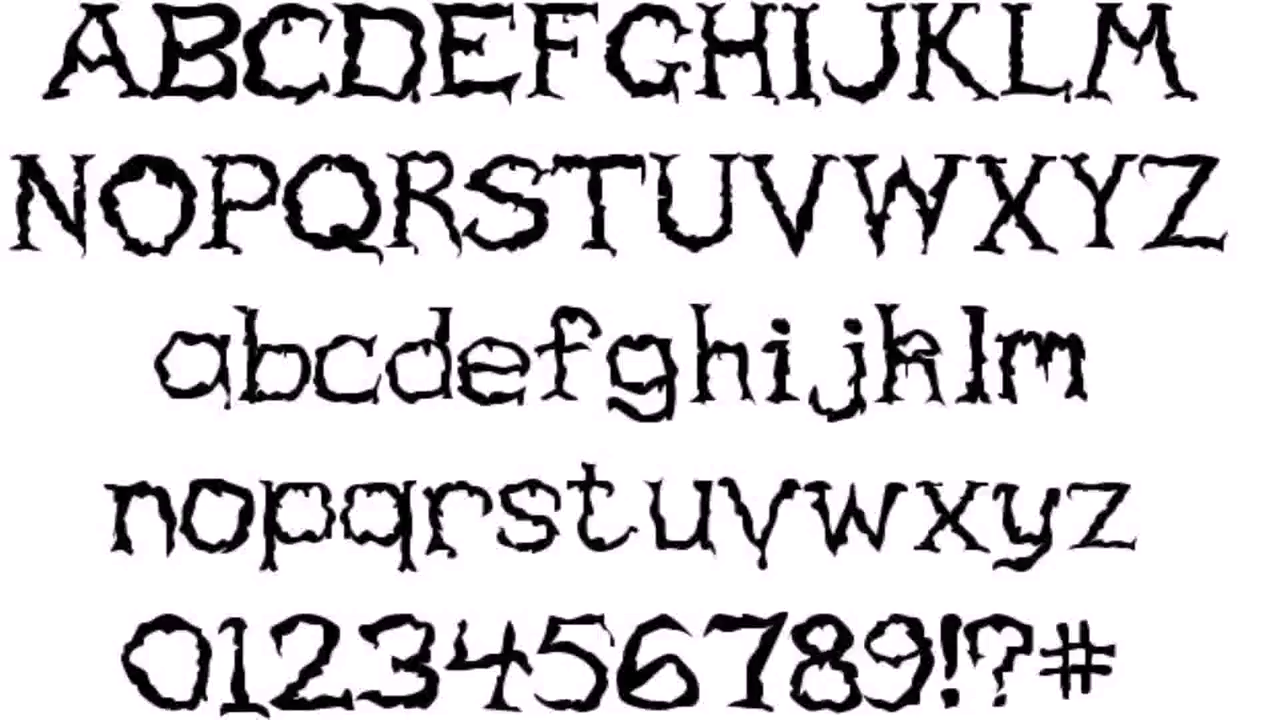 ABCDEFGHIJKLM
NOPQRSTUVWXYZ
abcdefghijklm
nopqrstuvwxyz
0123456789!?#